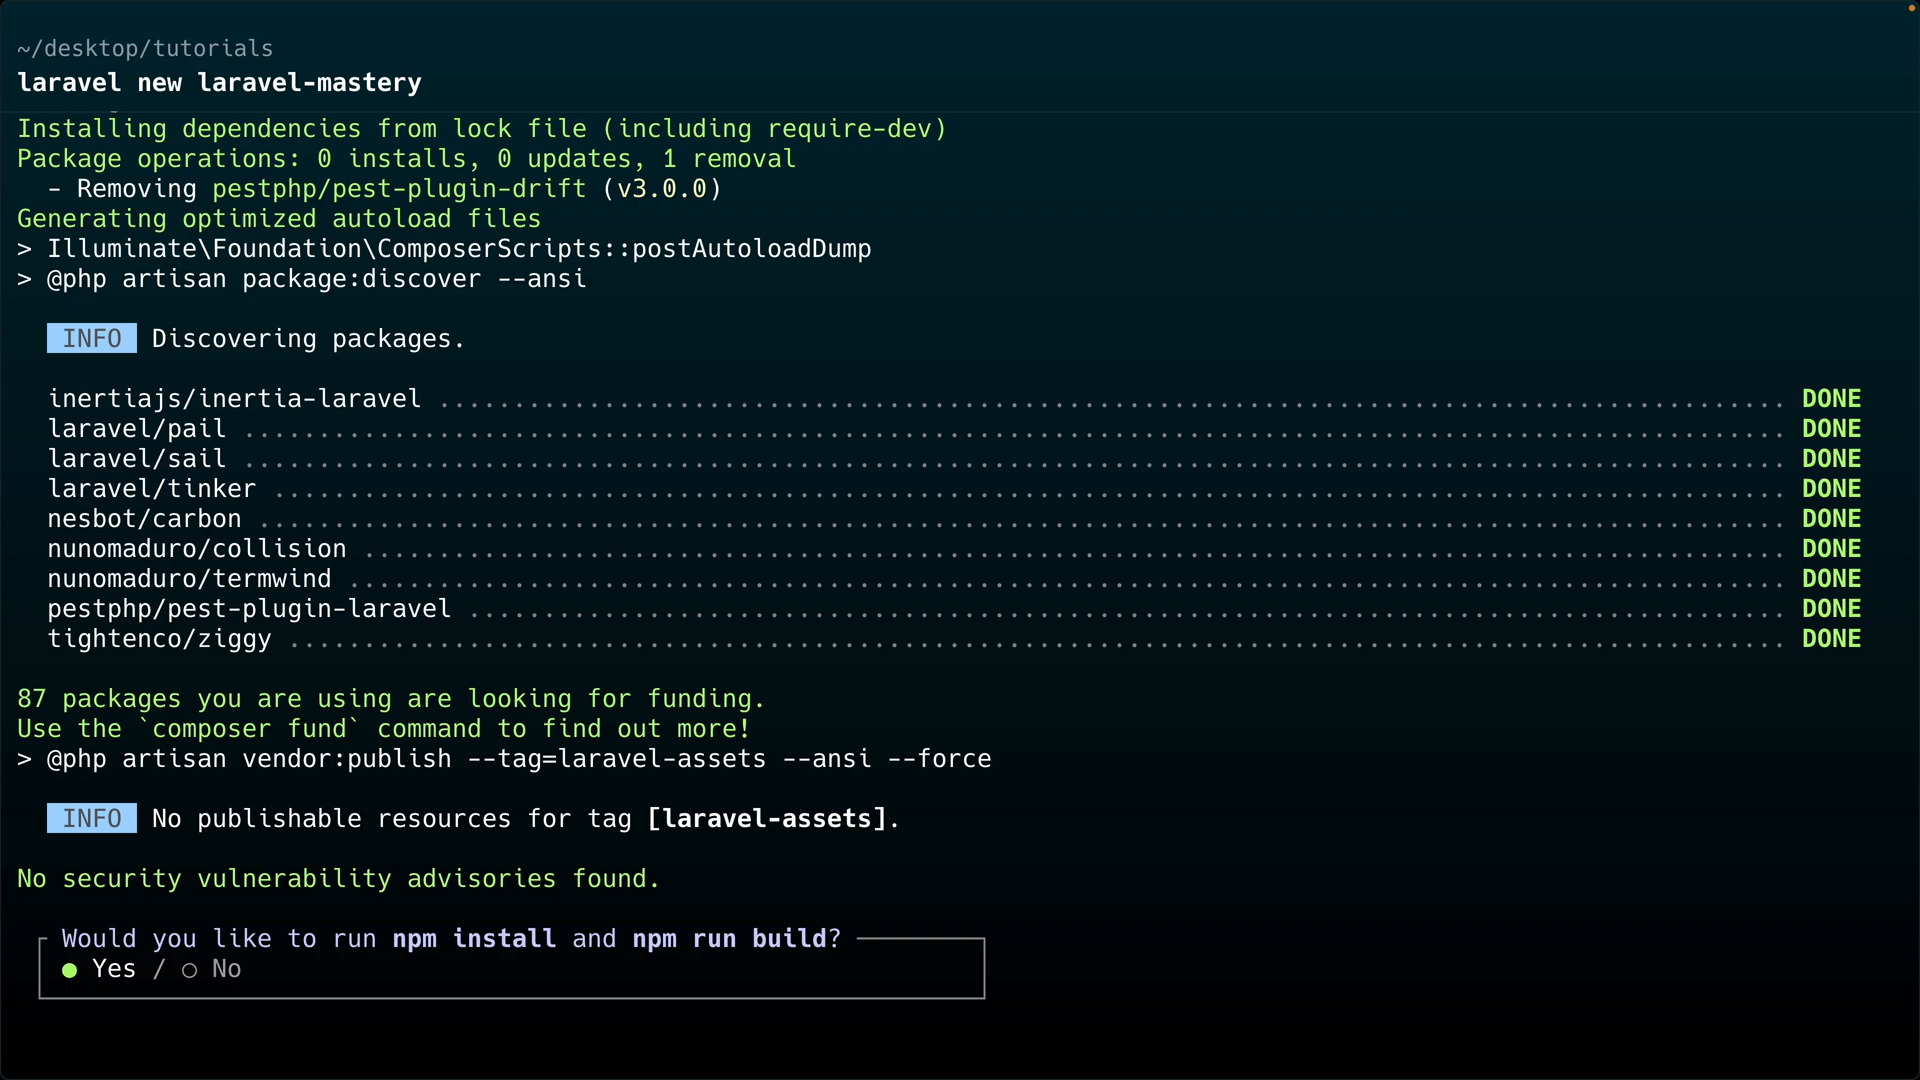 ~/desktop/tutorials
laravel new laravel-mastery
Installing dependencies from lock file (including require-dev)
Package operations: 0 installs, 0 updates, 1 removal
  - Removing pestphp/pest-plugin-drift (v3.0.0)
Generating optimized autoload files
> Illuminate\Foundation\ComposerScripts::postAutoloadDump
> @php artisan package:discover --ansi
INFO Discovering packages.
inertiajs/inertia-laravel .......................................................................................... DONE
laravel/pail ....................................................................................................... DONE
laravel/sail ....................................................................................................... DONE
laravel/tinker ..................................................................................................... DONE
nesbot/carbon ...................................................................................................... DONE
nunomaduro/collision ............................................................................................... DONE
nunomaduro/termwind ................................................................................................ DONE
pestphp/pest-plugin-laravel ........................................................................................ DONE
tightenco/ziggy .................................................................................................... DONE
87 packages you are using are looking for funding.
Use the `composer fund` command to find out more!
> @php artisan vendor:publish --tag=laravel-assets --ansi --force
INFO No publishable resources for tag [laravel-assets].
No security vulnerability advisories found.
Would you like to run npm install and npm run build?
● Yes / ○ No